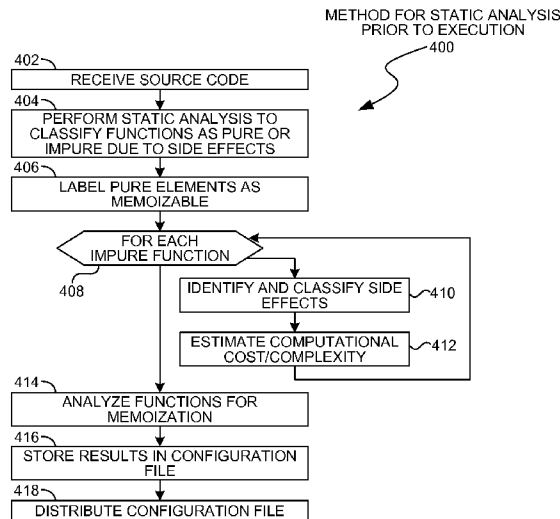 METHOD FOR STATIC ANALYSIS
PRIOR TO EXECUTION
400
402
RECEIVE SOURCE CODE
404
PERFORM STATIC ANALYSIS TO
CLASSIFY FUNCTIONS AS PURE OR
IMPURE DUE TO SIDE EFFECTS
406
LABEL PURE ELEMENTS AS
MEMOIZABLE
FOR EACH
IMPURE FUNCTION
408
IDENTIFY AND CLASSIFY SIDE
EFFECTS
410
ESTIMATE COMPUTATIONAL
COST/COMPLEXITY
412
414
ANALYZE FUNCTIONS FOR
MEMOIZATION
416
STORE RESULTS IN CONFIGURATION
FILE
418
DISTRIBUTE CONFIGURATION FILE